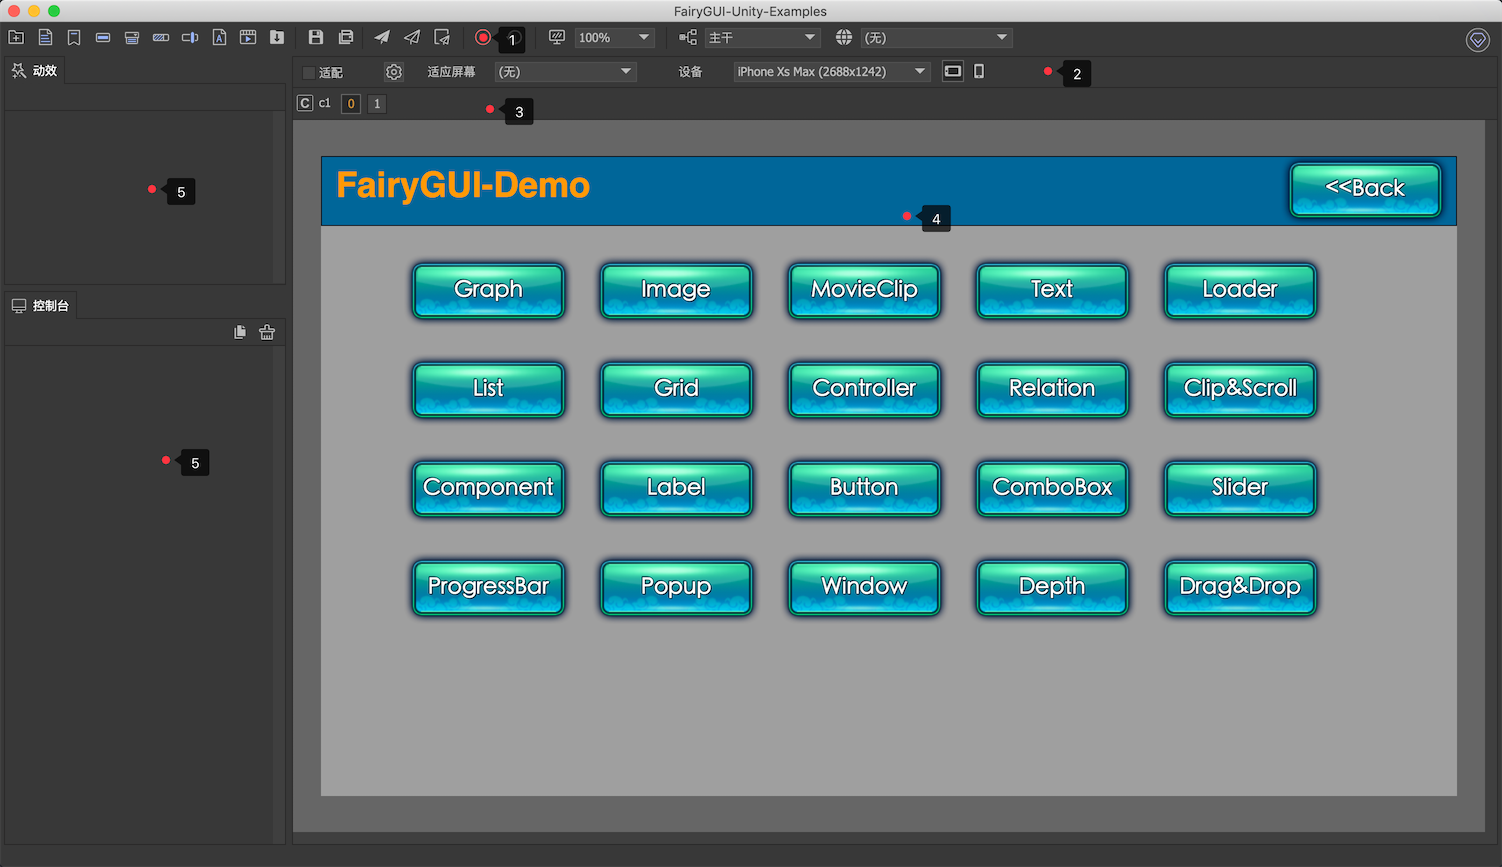 FairyGUI-Unity-Examples
1 100% 主干 (无)
动效 适配 适应屏幕 (无) 设备 iPhone Xs Max (2688x1242) 2
C c1 0 1 3
5
FairyGUI-Demo <<Back
4
Graph Image MovieClip Text Loader
控制台
List Grid Controller Relation Clip&Scroll
5
Component Label Button ComboBox Slider
ProgressBar Popup Window Depth Drag&Drop